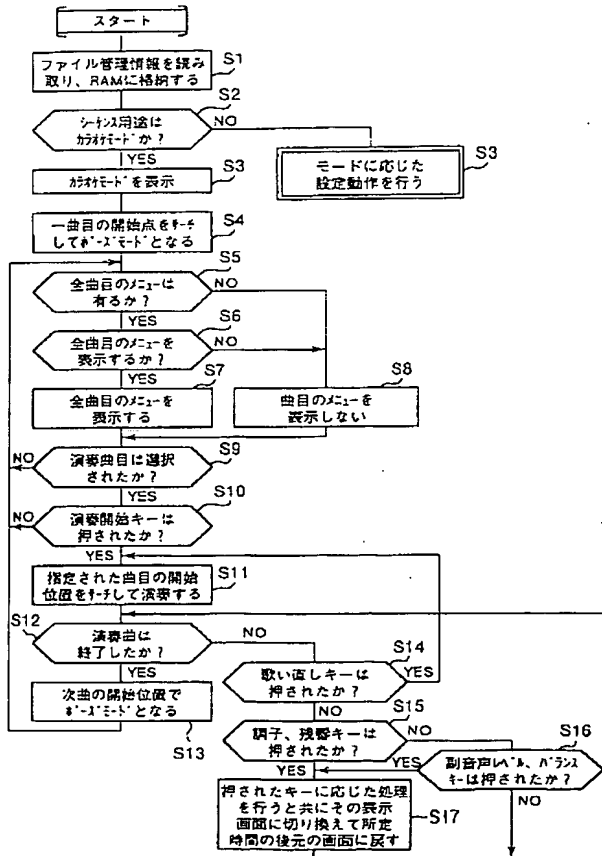 スタート
ファイル管理情報を読み
取り、RAMに格納する
S1
S2
シーケンス用途は
カラオケモードか？
NO
YES
S3
カラオケモードを表示
モードに応じた
設定動作を行う
S3
S4
一曲目の開始点をサーチ
してポーズモードとなる
S5
全曲目のメニューは
有るか？
NO
YES
S6
全曲目のメニューを
表示するか？
NO
YES
S7
全曲目のメニューを
表示する
S8
曲目のメニューを
表示しない
S9
NO
演奏曲目は選択
されたか？
YES
S10
NO
演奏開始キーは
押されたか？
YES
S11
指定された曲目の開始
位置をサーチして演奏する
S12
演奏曲は
終了したか？
NO
YES
S14
歌い直しキーは
押されたか？
YES
NO
次曲の開始位置で
ポーズモードとなる
S13
S15
調子、残響キーは
押されたか？
NO
YES
S16
副音声レベル、バランス
キーは押されたか？
YES
NO
押されたキーに応じた処理
を行うと共にその表示
画面に切り換えて所定
時間の後元の画面に戻す
S17